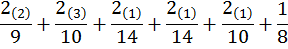 2₍₂₎/9 + 2₍₃₎/10 + 2₍₁₎/14 + 2₍₁₎/14 + 2₍₁₎/10 + 1/8